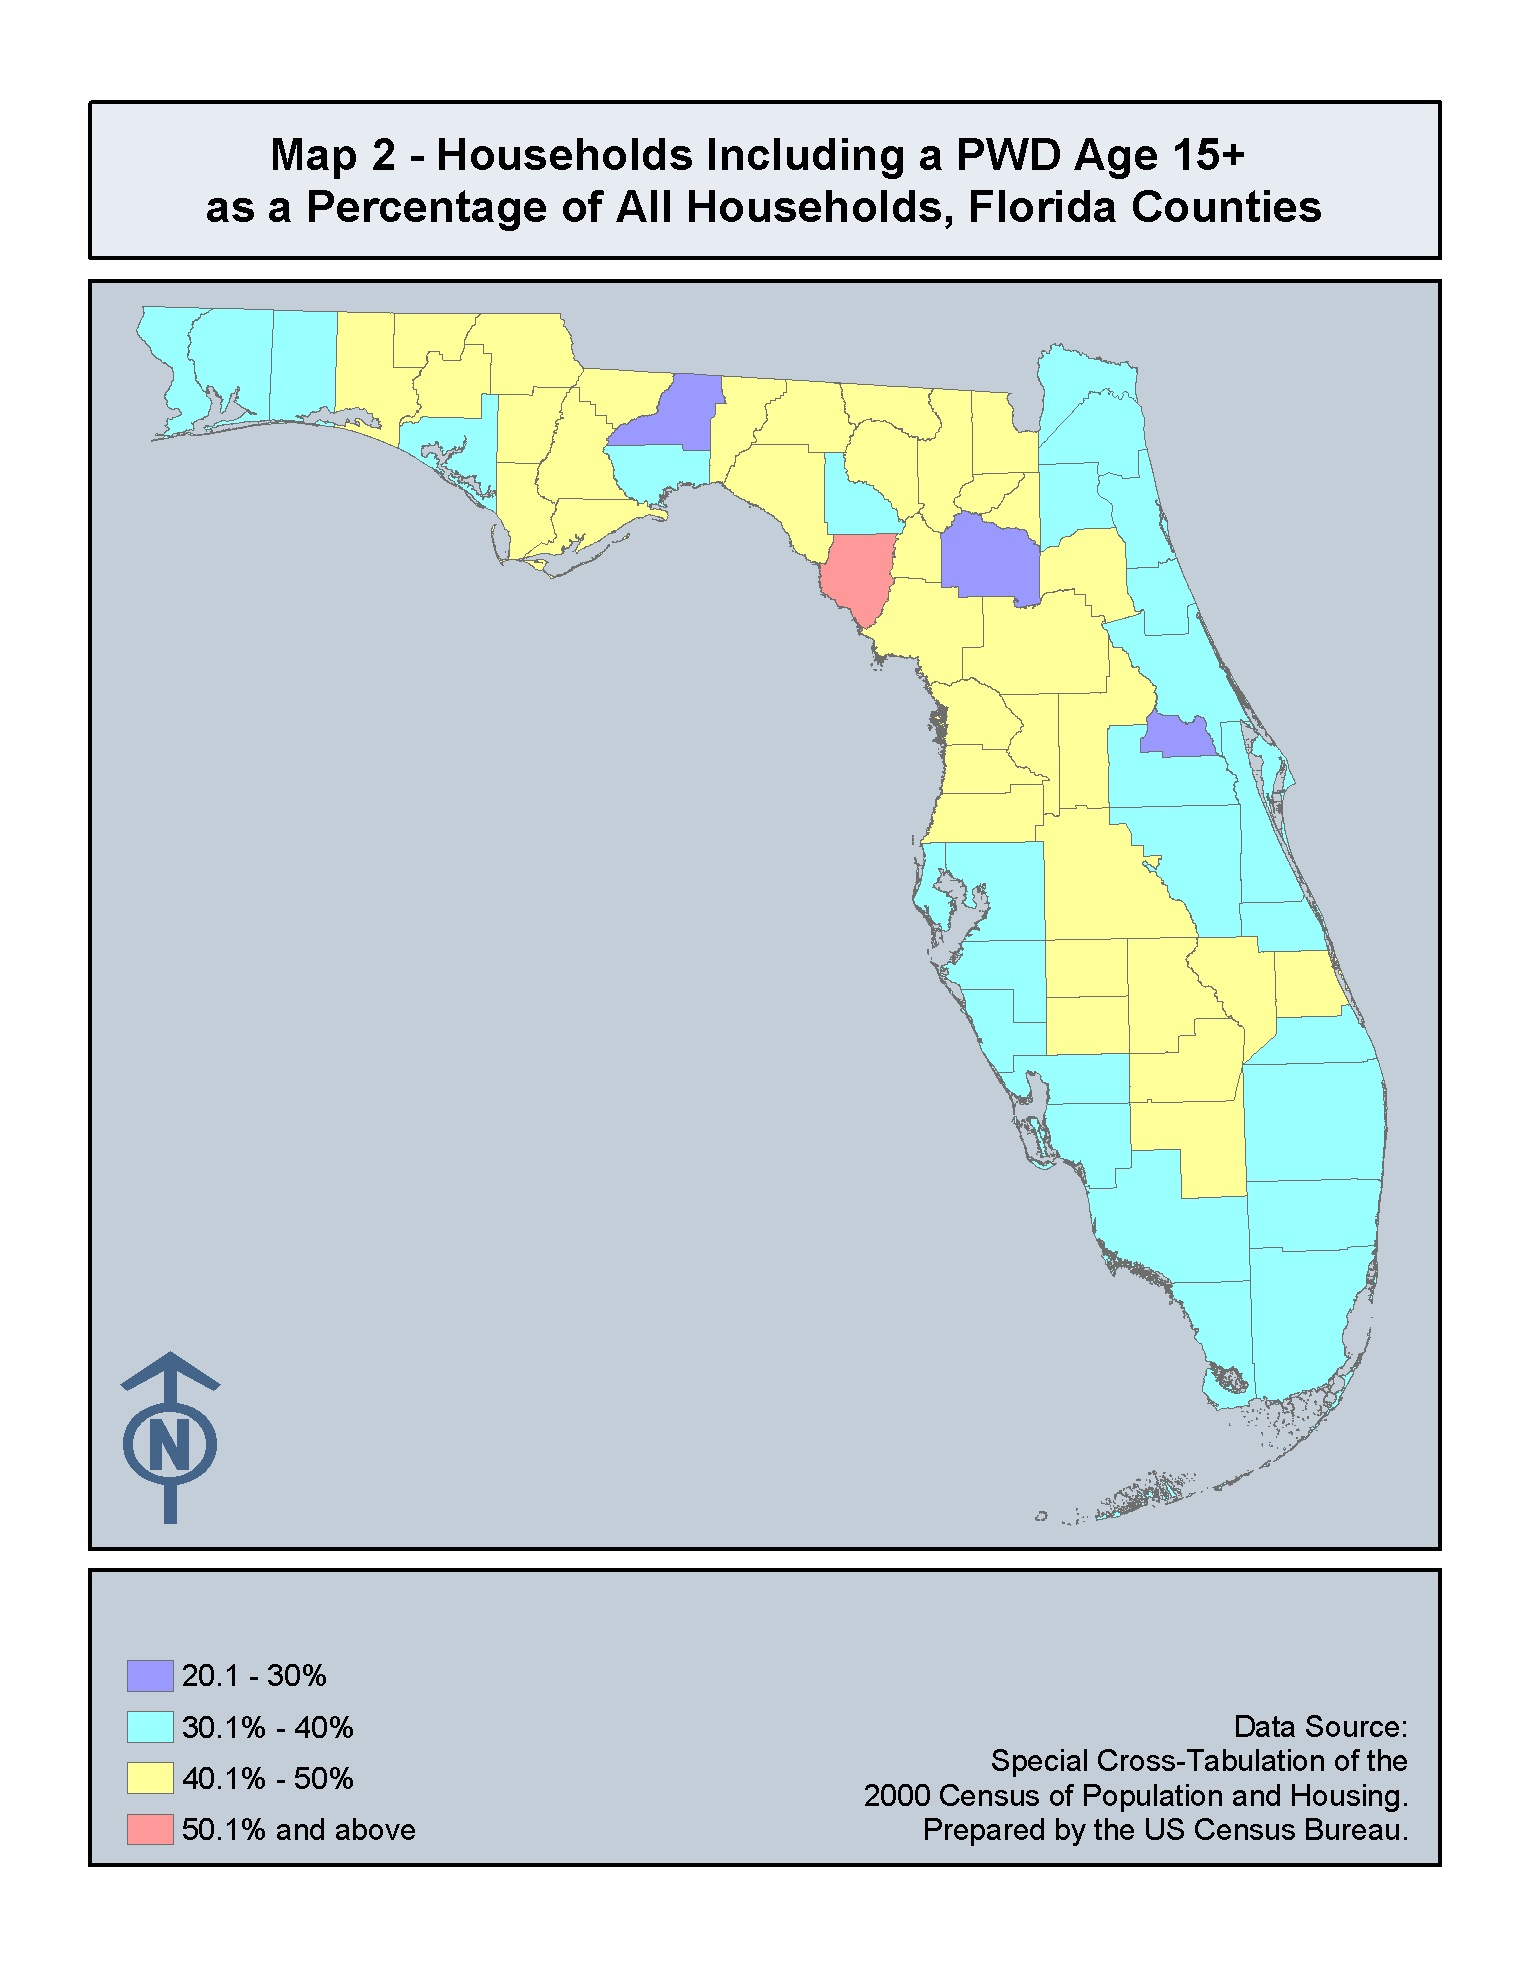 Map 2 - Households Including a PWD Age 15+
as a Percentage of All Households, Florida Counties
N
20.1 - 30%
30.1% - 40%
40.1% - 50%
50.1% and above
Data Source:
Special Cross-Tabulation of the
2000 Census of Population and Housing.
Prepared by the US Census Bureau.